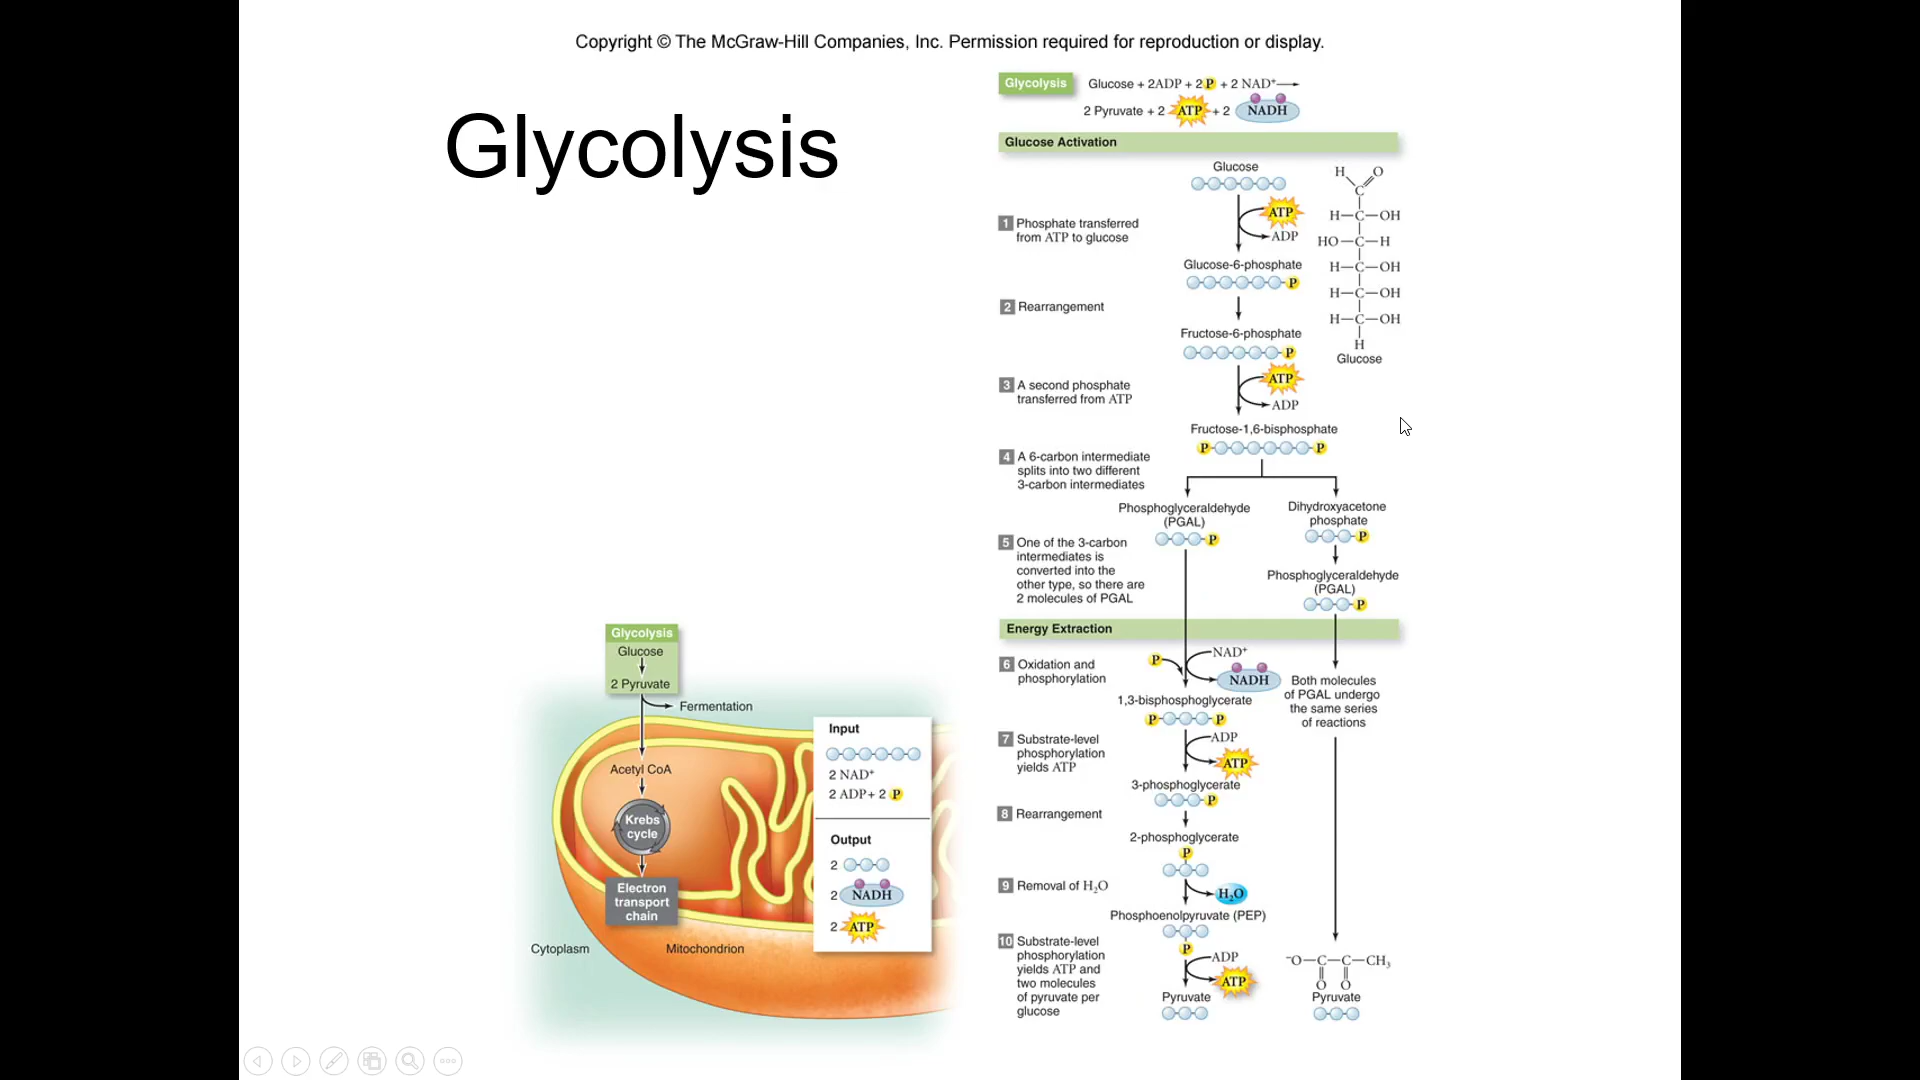 Copyright © The McGraw-Hill Companies, Inc. Permission required for reproduction or display.
Glycolysis
Glycolysis
Glucose + 2ADP + 2 P + 2 NAD⁺
2 Pyruvate + 2 ATP + 2 NADH
Glucose Activation
Glucose
1 Phosphate transferred
from ATP to glucose
ATP
ADP
Glucose-6-phosphate
P
2 Rearrangement
Fructose-6-phosphate
P
3 A second phosphate
transferred from ATP
ATP
ADP
Fructose-1,6-bisphosphate
P P
H O
C
H—C—OH
HO—C—H
H—C—OH
H—C—OH
H—C—OH
H
Glucose
4 A 6-carbon intermediate
splits into two different
3-carbon intermediates
Phosphoglyceraldehyde
(PGAL)
P
Dihydroxyacetone
phosphate
P
5 One of the 3-carbon
intermediates is
converted into the
other type, so there are
2 molecules of PGAL
Phosphoglyceraldehyde
(PGAL)
P
Energy Extraction
6 Oxidation and
phosphorylation
P
NAD⁺
NADH
1,3-bisphosphoglycerate
P P
Both molecules
of PGAL undergo
the same series
of reactions
7 Substrate-level
phosphorylation
yields ATP
ADP
ATP
3-phosphoglycerate
P
8 Rearrangement
2-phosphoglycerate
P
9 Removal of H₂O
H₂O
Phosphoenolpyruvate (PEP)
P
10 Substrate-level
phosphorylation
yields ATP and
two molecules
of pyruvate per
glucose
ADP
ATP
Pyruvate
⁻O—C—C—CH₃
O O
Pyruvate
Glycolysis
Glucose
2 Pyruvate
Fermentation
Acetyl CoA
Krebs
cycle
Electron
transport
chain
Cytoplasm
Mitochondrion
Input
2 NAD⁺
2 ADP + 2 P
Output
2
2 NADH
2 ATP